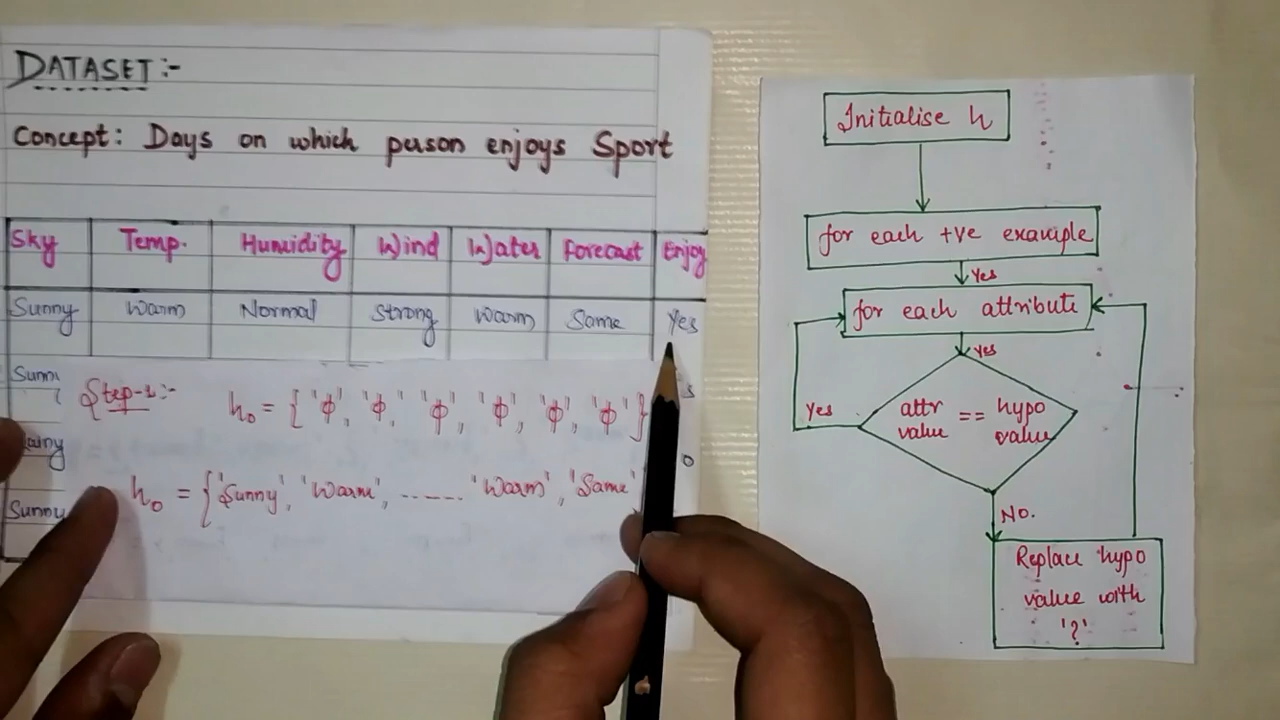 DATASET:-
Concept: Days on which person enjoys Sport
Sky Temp. Humidity Wind Water Forecast Enjoy
Sunny Warm Normal Strong Warm Same Yes
Step-1:-
h₀ = { 'ϕ', 'ϕ, ' 'ϕ', 'ϕ', 'ϕ', 'ϕ' }
h₀ = { 'Sunny', 'Warm', ...... 'Warm', 'Same'
Sunny
Initialise h
for each +ve example
Yes
for each attribute
Yes
Yes
attr value == hypo value
No.
Replace hypo
value with
'?'